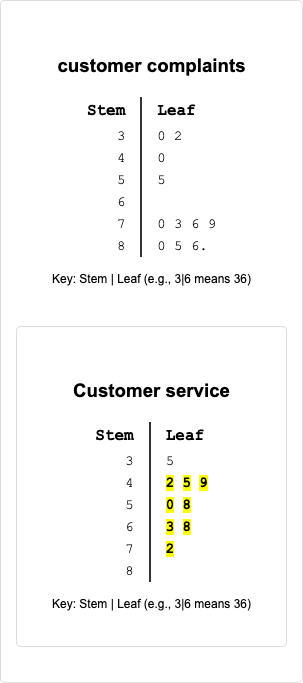 customer complaints
Stem Leaf
3 0 2
4 0
5 5
6
7 0 3 6 9
8 0 5 6.
Key: Stem | Leaf (e.g., 3|6 means 36)
Customer service
Stem Leaf
3 5
4 2 5 9
5 0 8
6 3 8
7 2
8
Key: Stem | Leaf (e.g., 3|6 means 36)